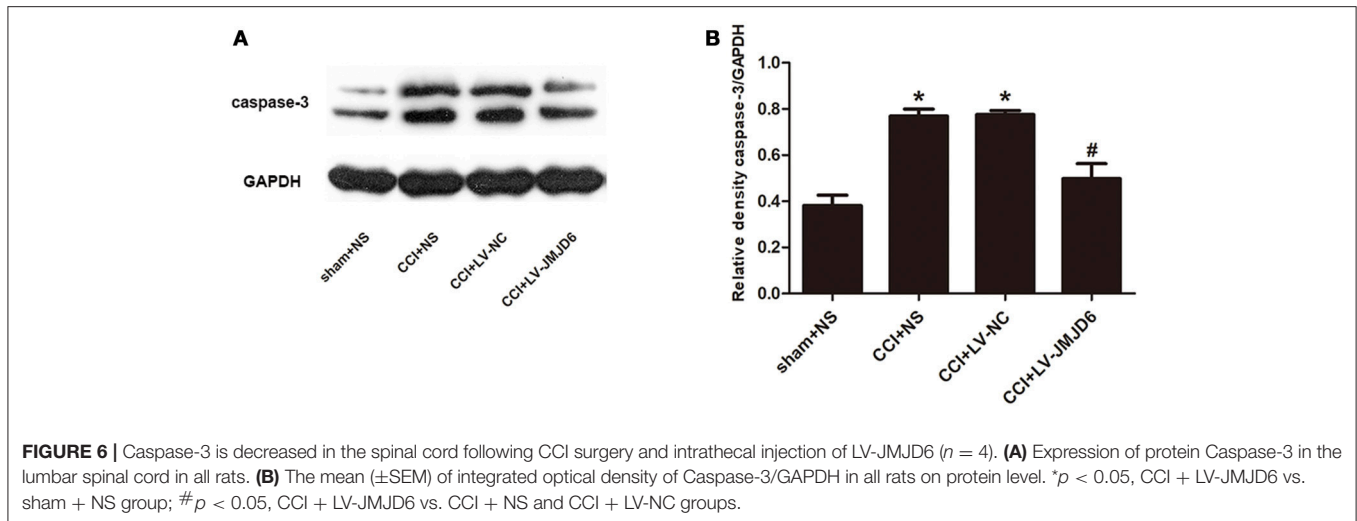 A
caspase-3
GAPDH
sham+NS
CCI+NS
CCI+LV-NC
CCI+LV-JMJD6
B
Relative density caspase-3/GAPDH
1.0
0.8
0.6
0.4
0.2
0.0
*
*
#
sham+NS
CCI+NS
CCI+LV-NC
CCI+LV-JMJD6
FIGURE 6 | Caspase-3 is decreased in the spinal cord following CCI surgery and intrathecal injection of LV-JMJD6 (n = 4). (A) Expression of protein Caspase-3 in the
lumbar spinal cord in all rats. (B) The mean (±SEM) of integrated optical density of Caspase-3/GAPDH in all rats on protein level. *p < 0.05, CCI + LV-JMJD6 vs.
sham + NS group; #p < 0.05, CCI + LV-JMJD6 vs. CCI + NS and CCI + LV-NC groups.